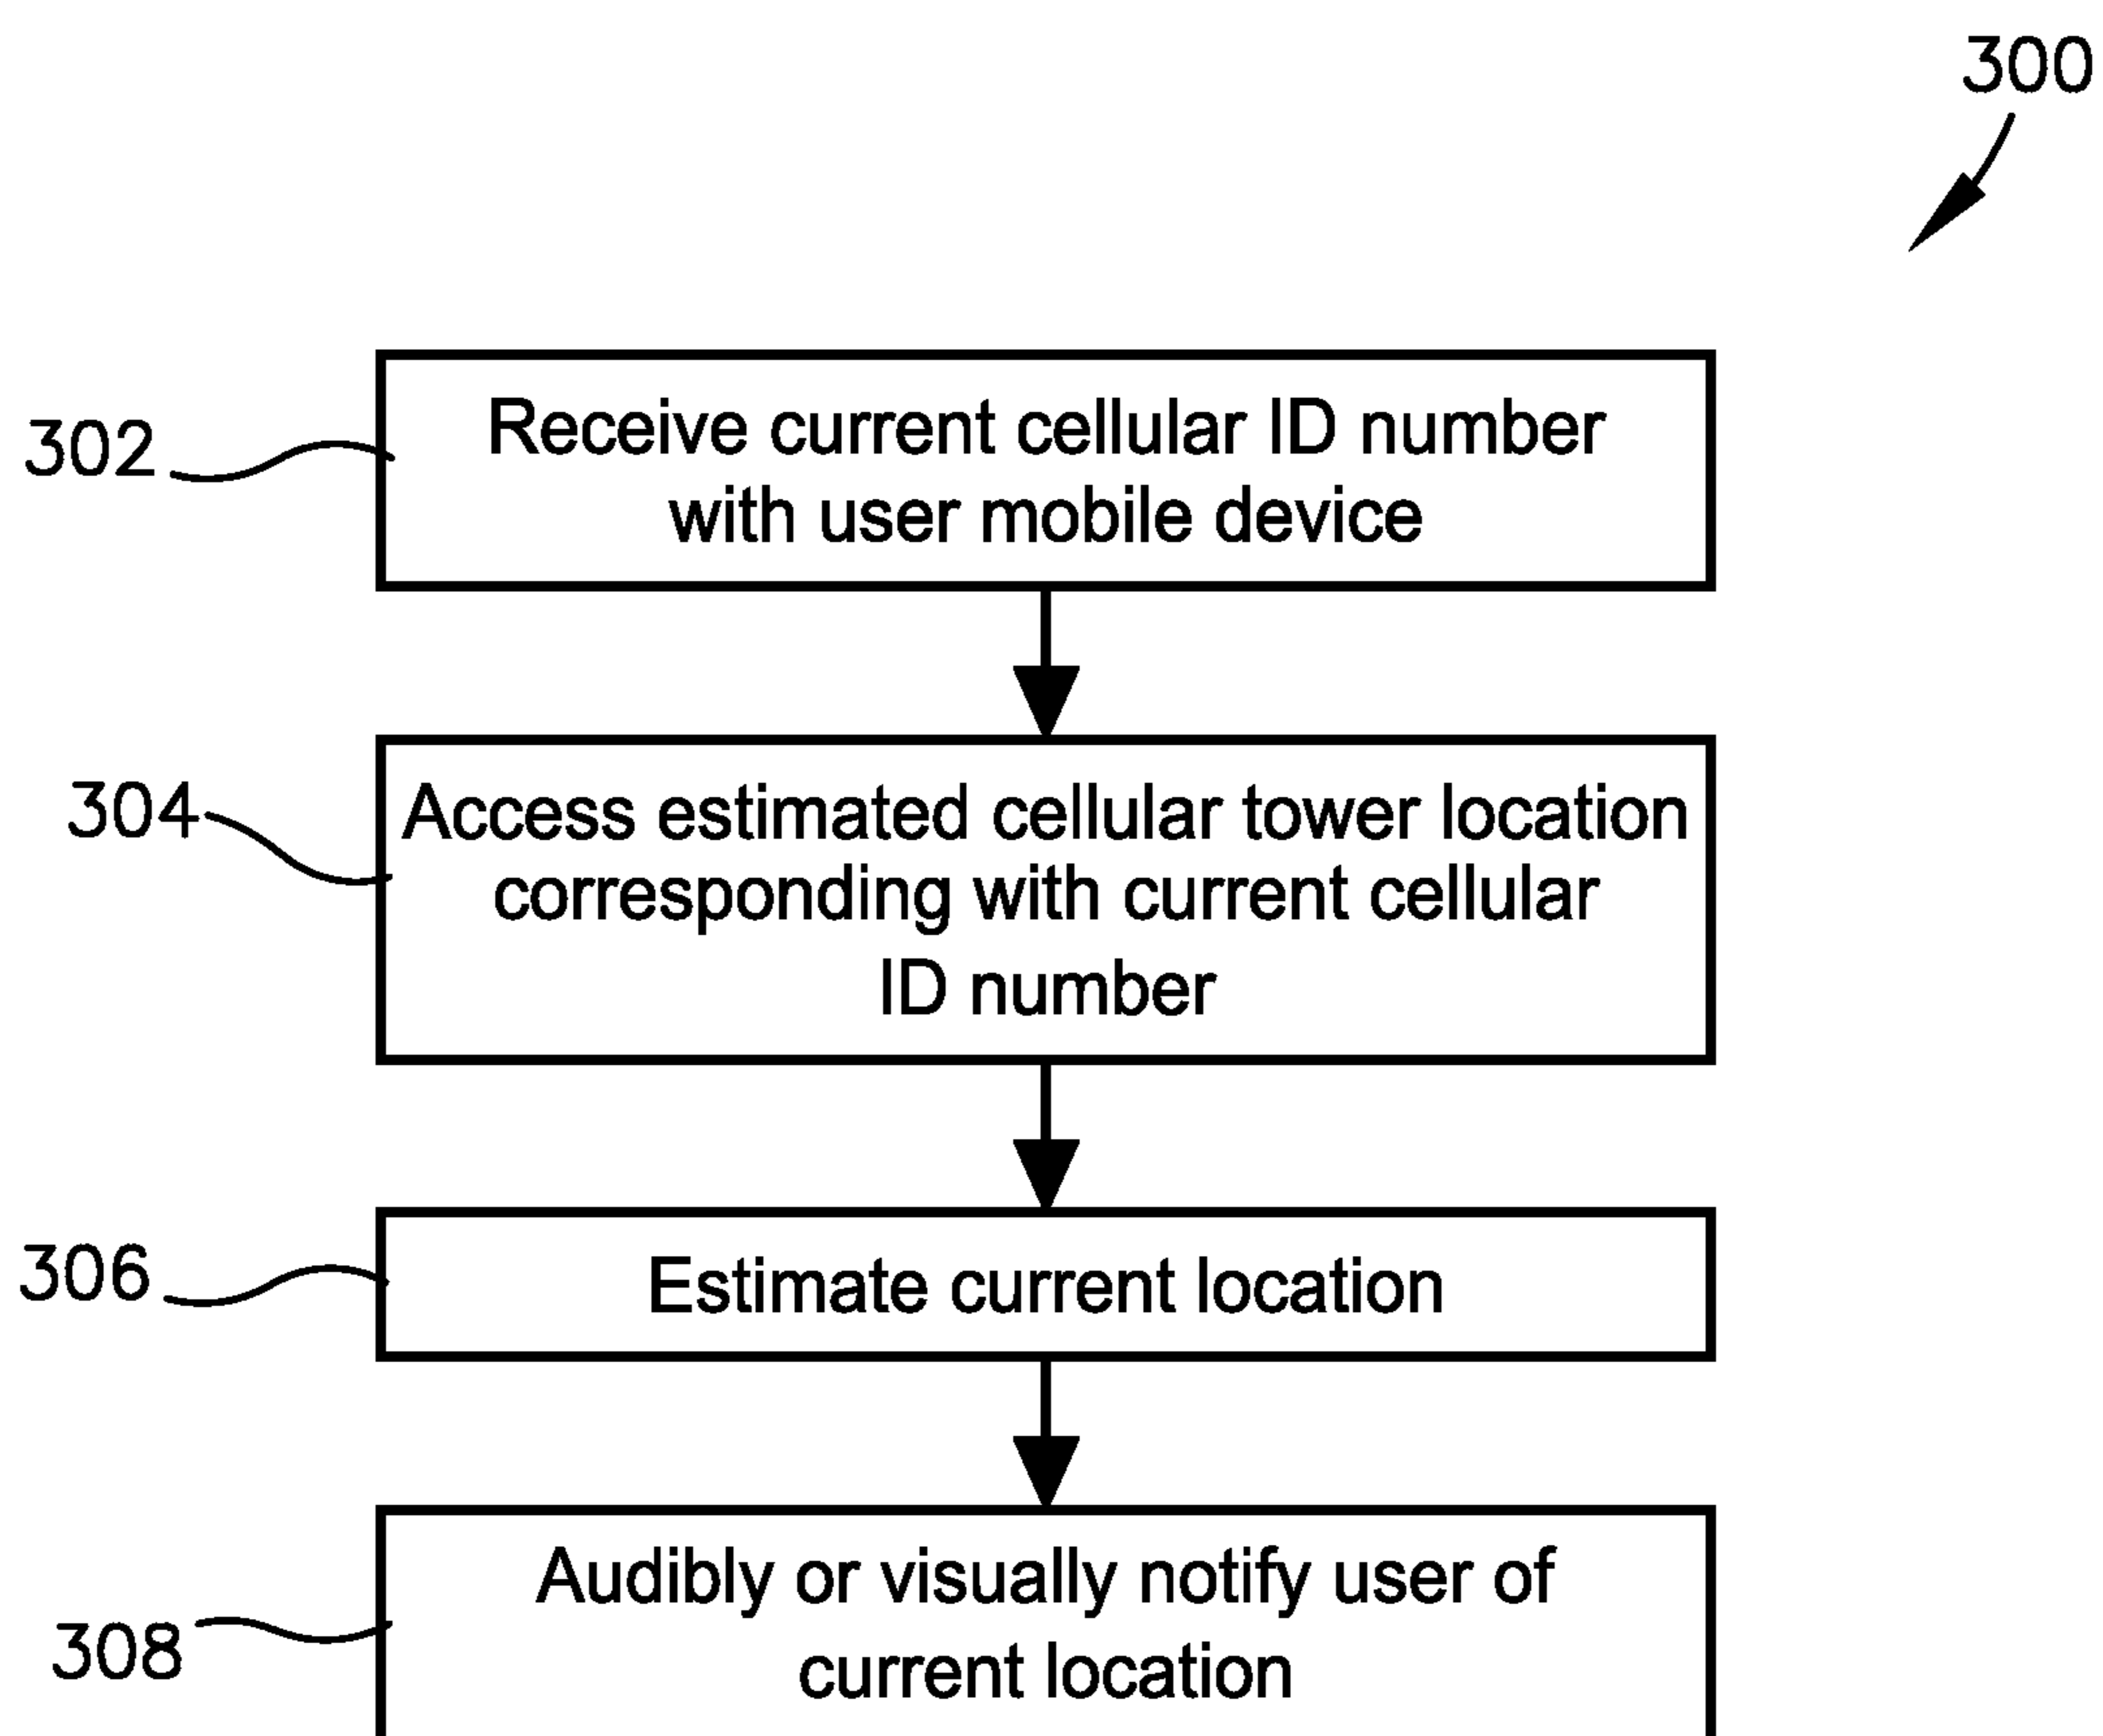 300
302
Receive current cellular ID number
with user mobile device
304
Access estimated cellular tower location
corresponding with current cellular
ID number
306
Estimate current location
308
Audibly or visually notify user of
current location